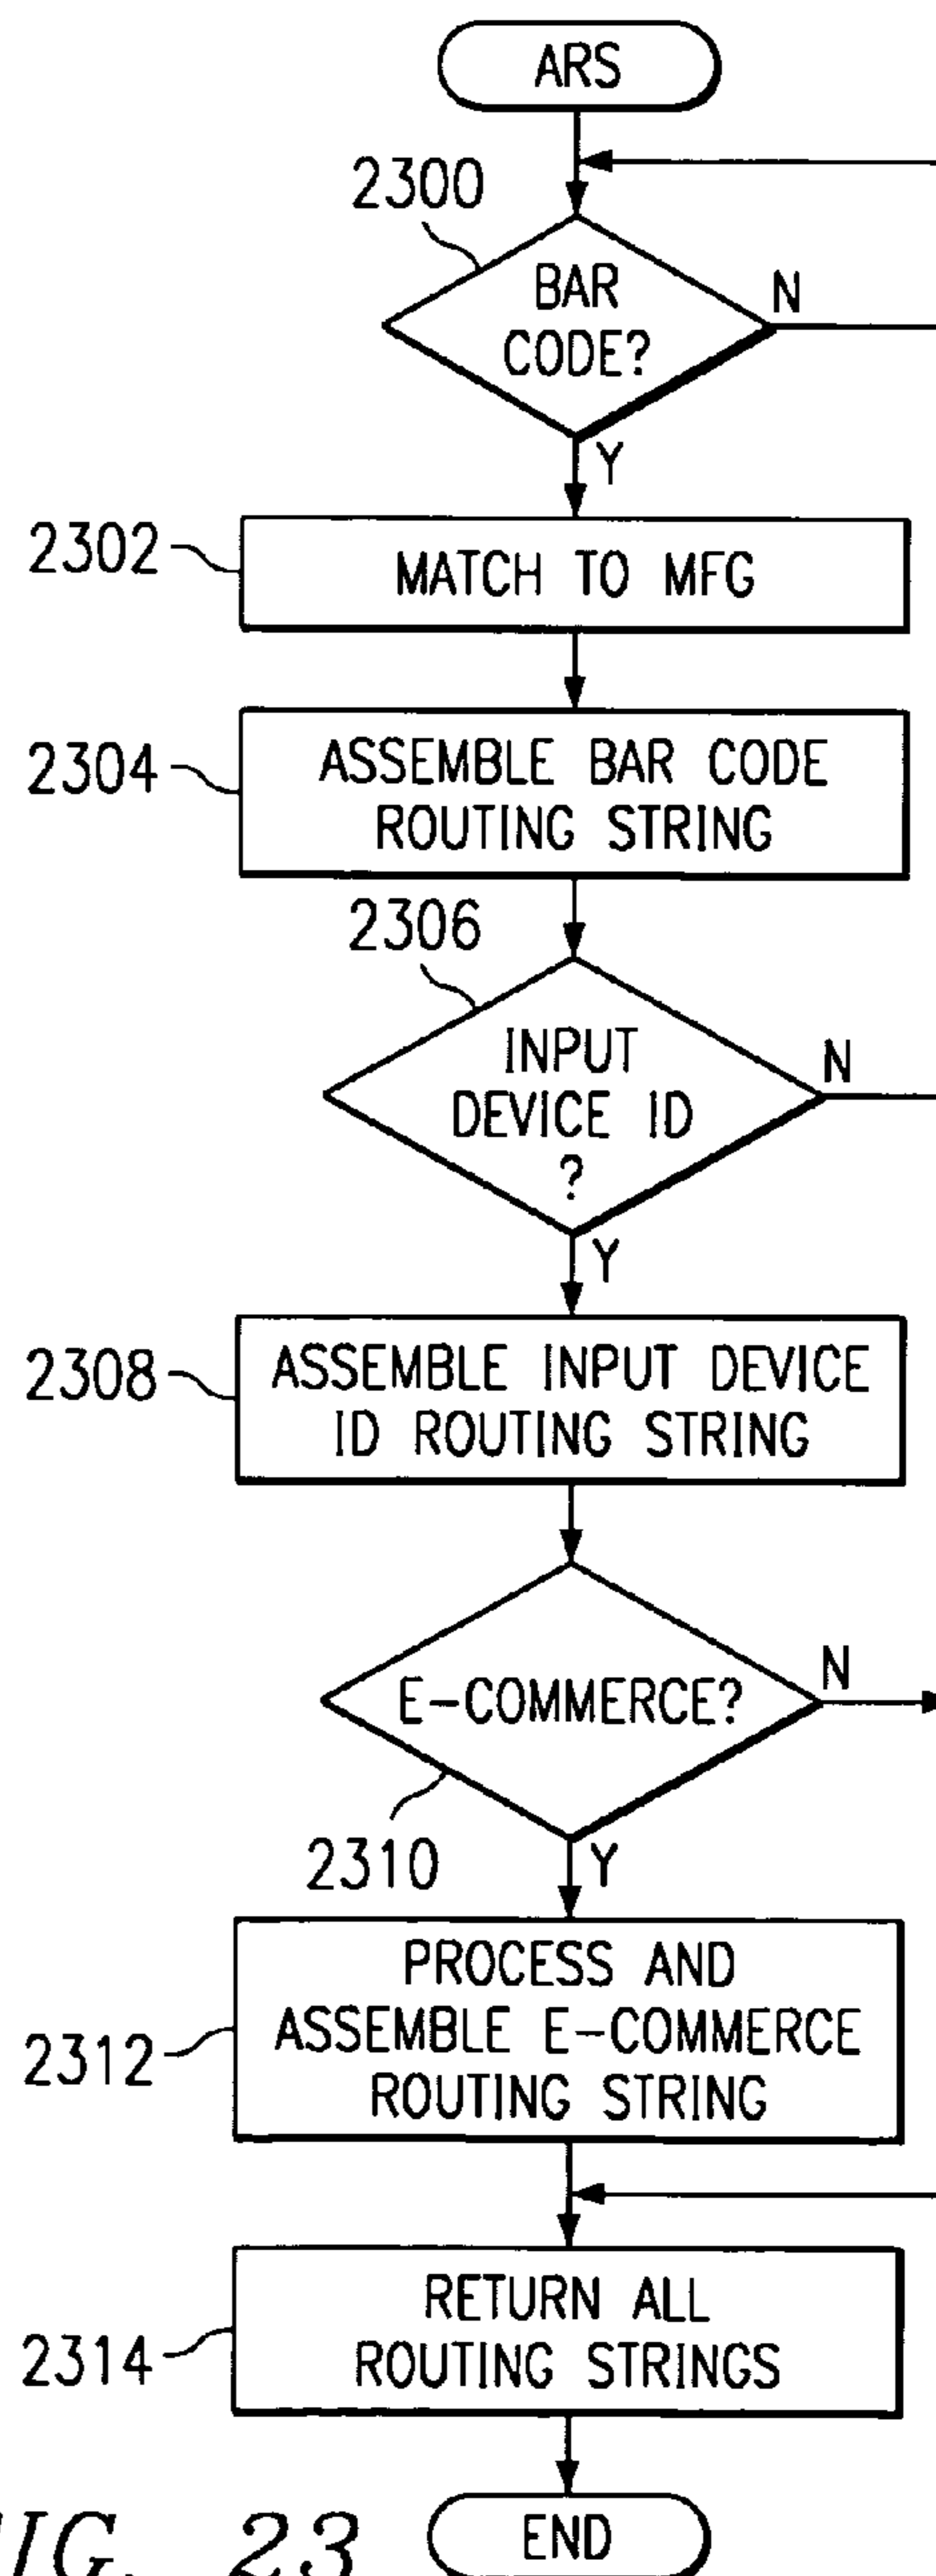 ARS
2300
BAR
CODE?
N
Y
2302
MATCH TO MFG
2304
ASSEMBLE BAR CODE
ROUTING STRING
2306
INPUT
DEVICE ID
?
N
Y
2308
ASSEMBLE INPUT DEVICE
ID ROUTING STRING
E-COMMERCE?
N
2310
Y
PROCESS AND
ASSEMBLE E-COMMERCE
ROUTING STRING
2312
RETURN ALL
ROUTING STRINGS
2314
END
FIG. 23